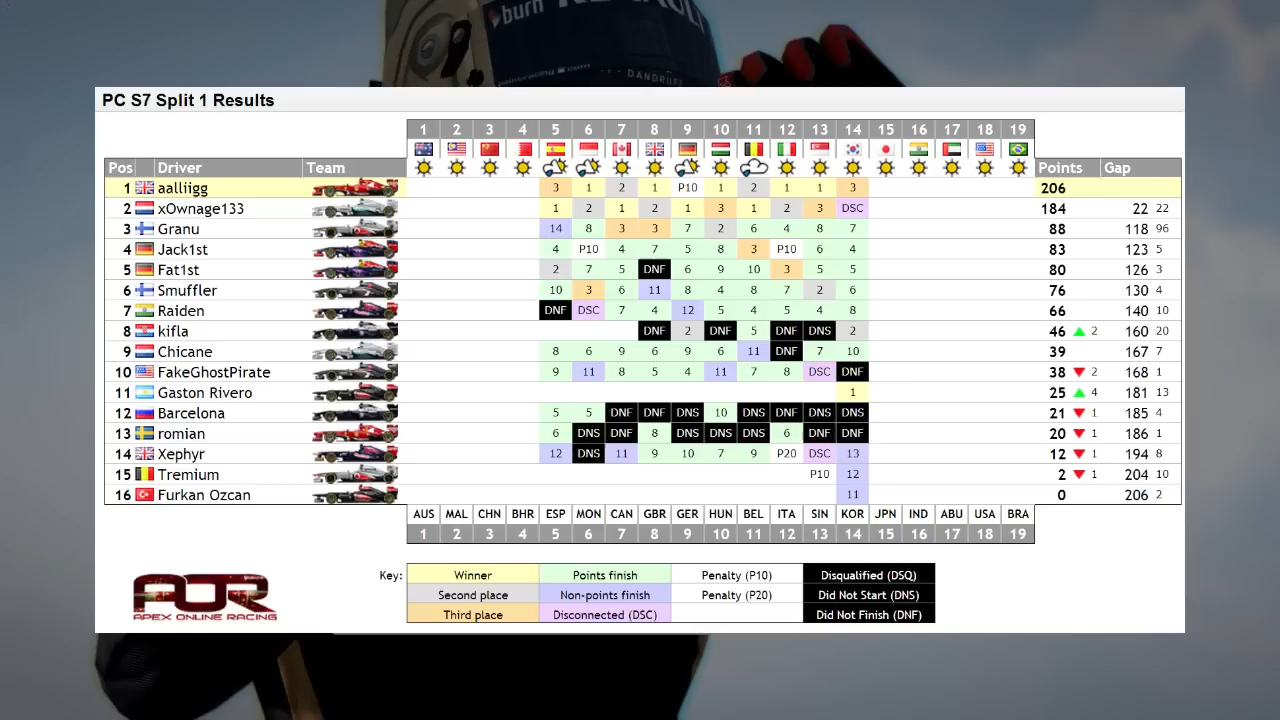 burn RENAULT
DANDRUFF
PC S7 Split 1 Results
1 2 3 4 5 6 7 8 9 10 11 12 13 14 15 16 17 18 19
Pos Driver Team Points Gap
1 aalliigg 3 1 2 1 P10 1 2 1 1 3 206
2 xOwnage133 1 2 1 2 1 3 1 2 3 DSC 184 22 22
3 Granu 14 8 3 3 7 2 6 4 8 7 88 118 96
4 Jack1st 4 P10 4 7 5 8 3 P10 6 4 83 123 5
5 Fat1st 2 7 5 DNF 6 9 10 3 5 5 80 126 3
6 Smuffler 10 3 6 11 8 4 8 7 2 6 76 130 4
7 Raiden DNF DSC 7 4 12 5 4 5 4 8 66 140 10
8 kifla DNF 2 DNF 5 DNF DNS 2 46 2 160 20
9 Chicane 8 6 9 6 9 6 11 DNF 7 10 39 167 7
10 FakeGhostPirate 9 11 8 5 4 11 7 8 DSC DNF 38 2 168 1
11 Gaston Rivero 1 25 4 181 13
12 Barcelona 5 5 DNF DNF DNS 10 DNS DNF DNS DNS 21 1 185 4
13 romian 6 DNS DNF 8 DNS DNS DNS 6 DNF DNF 20 1 186 1
14 Xephyr 12 DNS 11 9 10 7 9 P20 DSC 13 12 1 194 8
15 Tremium P10 12 2 1 204 10
16 Furkan Ozcan 11 0 206 2
AUS MAL CHN BHR ESP MON CAN GBR GER HUN BEL ITA SIN KOR JPN IND ABU USA BRA
1 2 3 4 5 6 7 8 9 10 11 12 13 14 15 16 17 18 19
Key: Winner Points finish Penalty (P10) Disqualified (DSQ)
Second place Non-points finish Penalty (P20) Did Not Start (DNS)
Third place Disconnected (DSC) Did Not Finish (DNF)
AOR
APEX ONLINE RACING